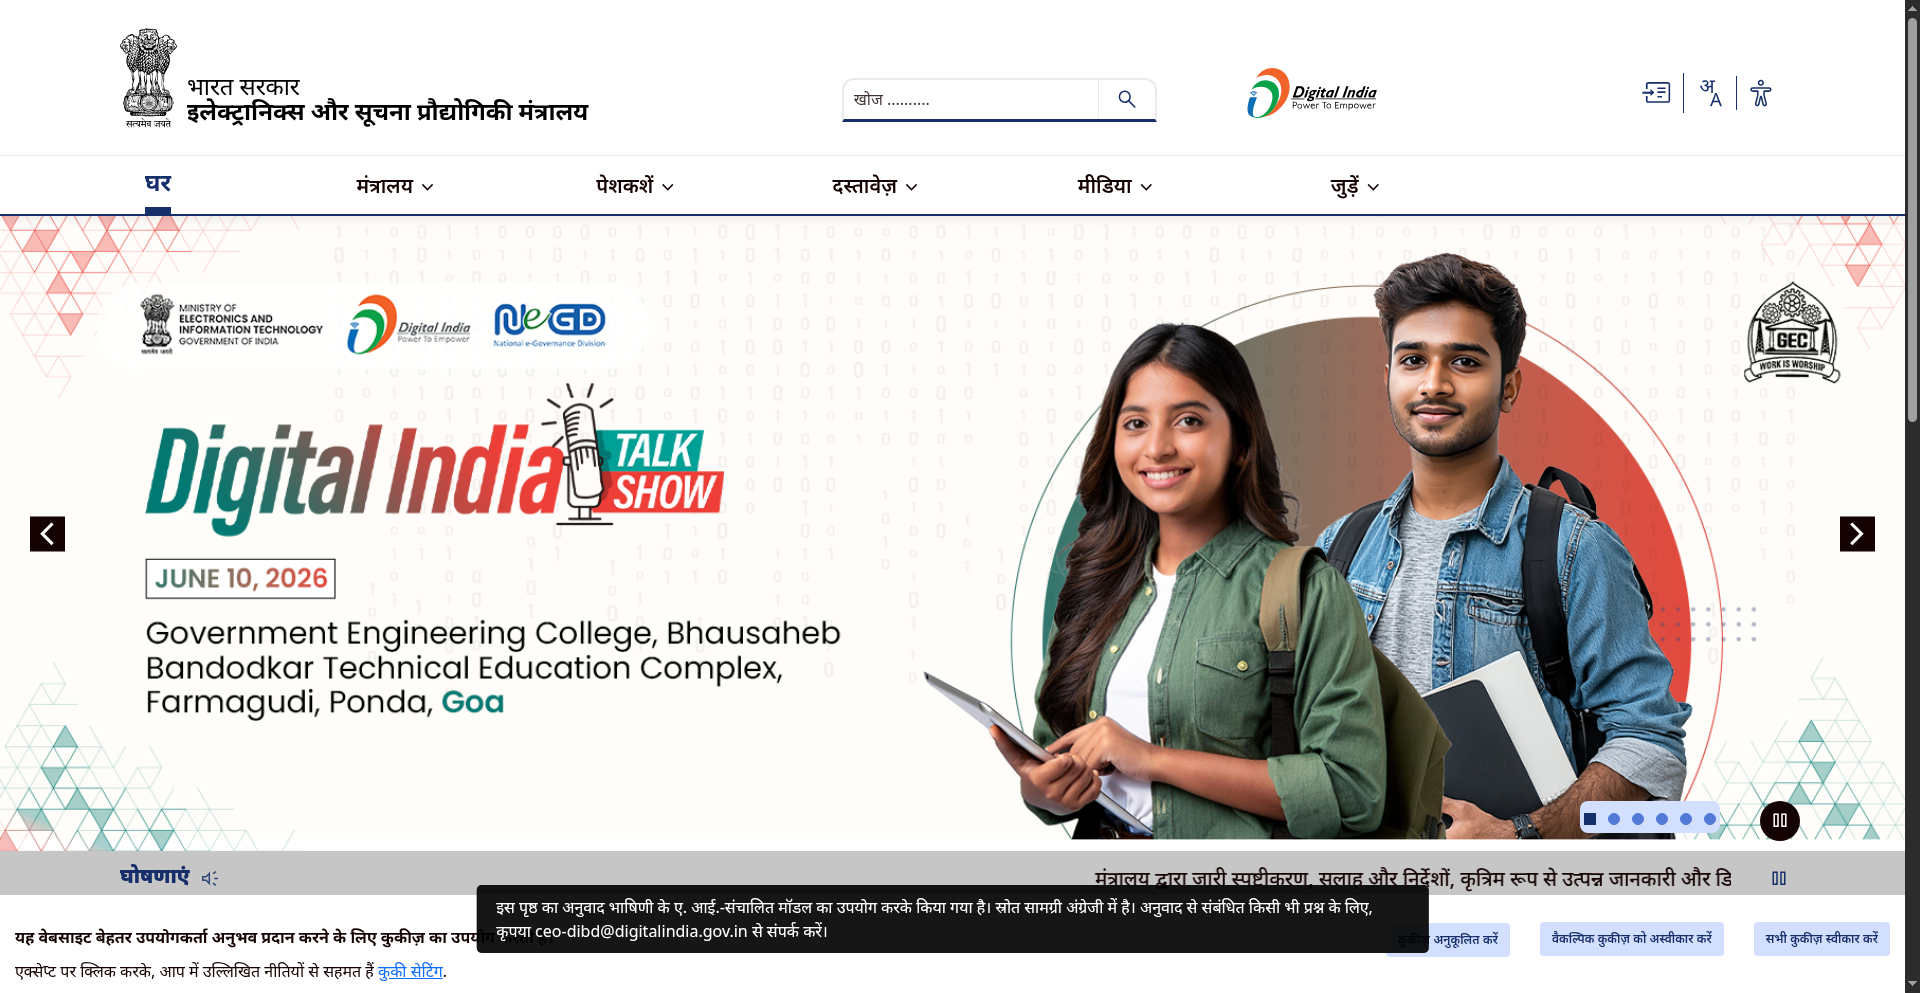 भारत सरकार
इलेक्ट्रानिक्स और सूचना प्रौद्योगिकी मंत्रालय
सत्यमेव जयते
खोज ..........
Digital India
Power To Empower
अ
A
घर
मंत्रालय
पेशकशें
दस्तावेज़
मीडिया
जुड़ें
MINISTRY OF
ELECTRONICS AND
INFORMATION TECHNOLOGY
GOVERNMENT OF INDIA
सत्यमेव जयते
Digital India
Power To Empower
NeGD
National e-Governance Division
GEC
WORK IS WORSHIP
Digital India
TALK
SHOW
JUNE 10, 2026
Government Engineering College, Bhausaheb
Bandodkar Technical Education Complex,
Farmagudi, Ponda, Goa
घोषणाएं
मंत्रालय द्वारा जारी स्पष्टीकरण, सलाह और निर्देशों, कृत्रिम रूप से उत्पन्न जानकारी और डि
इस पृष्ठ का अनुवाद भाषिणी के ए. आई.-संचालित मॉडल का उपयोग करके किया गया है। स्रोत सामग्री अंग्रेजी में है। अनुवाद से संबंधित किसी भी प्रश्न के लिए,
कृपया ceo-dibd@digitalindia.gov.in से संपर्क करें।
यह वेबसाइट बेहतर उपयोगकर्ता अनुभव प्रदान करने के लिए कुकीज़ का उपयोग करती है।
एक्सेप्ट पर क्लिक करके, आप में उल्लिखित नीतियों से सहमत हैं कुकी सेटिंग.
कुकीज़ अनुकूलित करें
वैकल्पिक कुकीज़ को अस्वीकार करें
सभी कुकीज़ स्वीकार करें